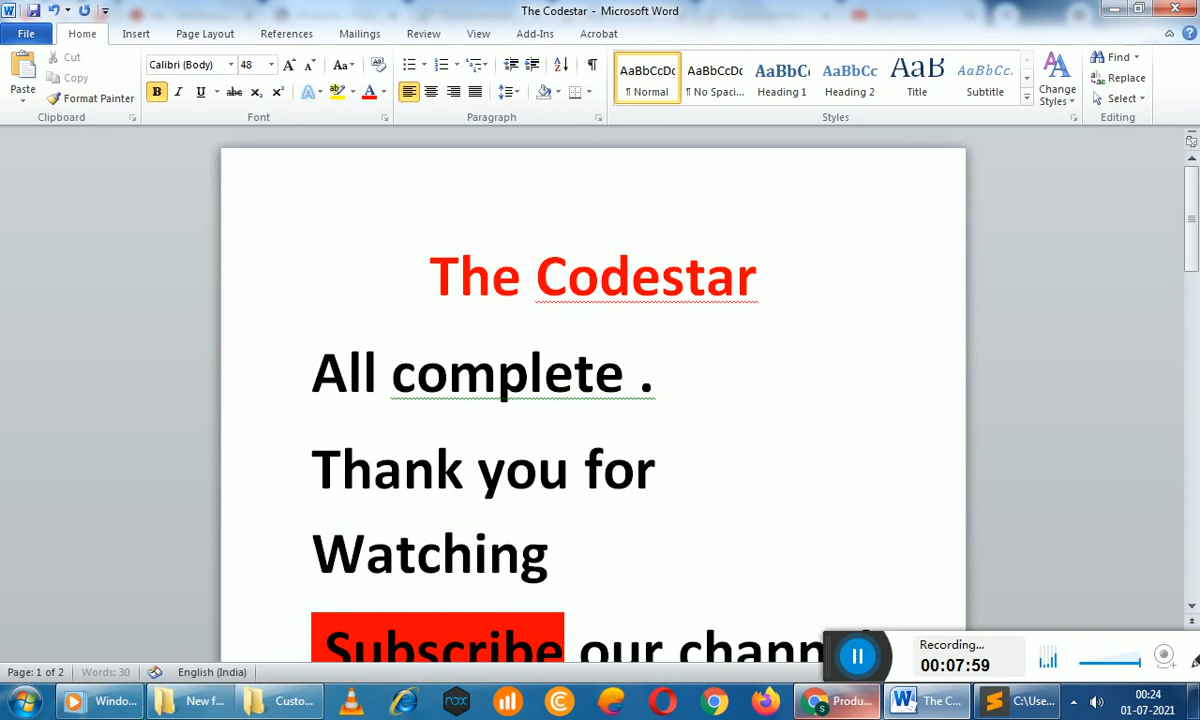 The Codestar - Microsoft Word
File Home Insert Page Layout References Mailings Review View Add-Ins Acrobat
Paste
Cut
Copy
Format Painter
Clipboard
Calibri (Body) 48
Font
Paragraph
AaBbCcDc AaBbCcDc AaBbCc AaBbCc AaB AaBbCc.
¶ Normal ¶ No Spaci... Heading 1 Heading 2 Title Subtitle
Change
Styles
Styles
Find
Replace
Select
Editing
The Codestar
All complete .
Thank you for
Watching
Subscribe our chann
Recording...
00:07:59
Page: 1 of 2 Words: 30 English (India)
Windo... New f... Custo... nox Produ... The C... C:\Use...
00:24
01-07-2021